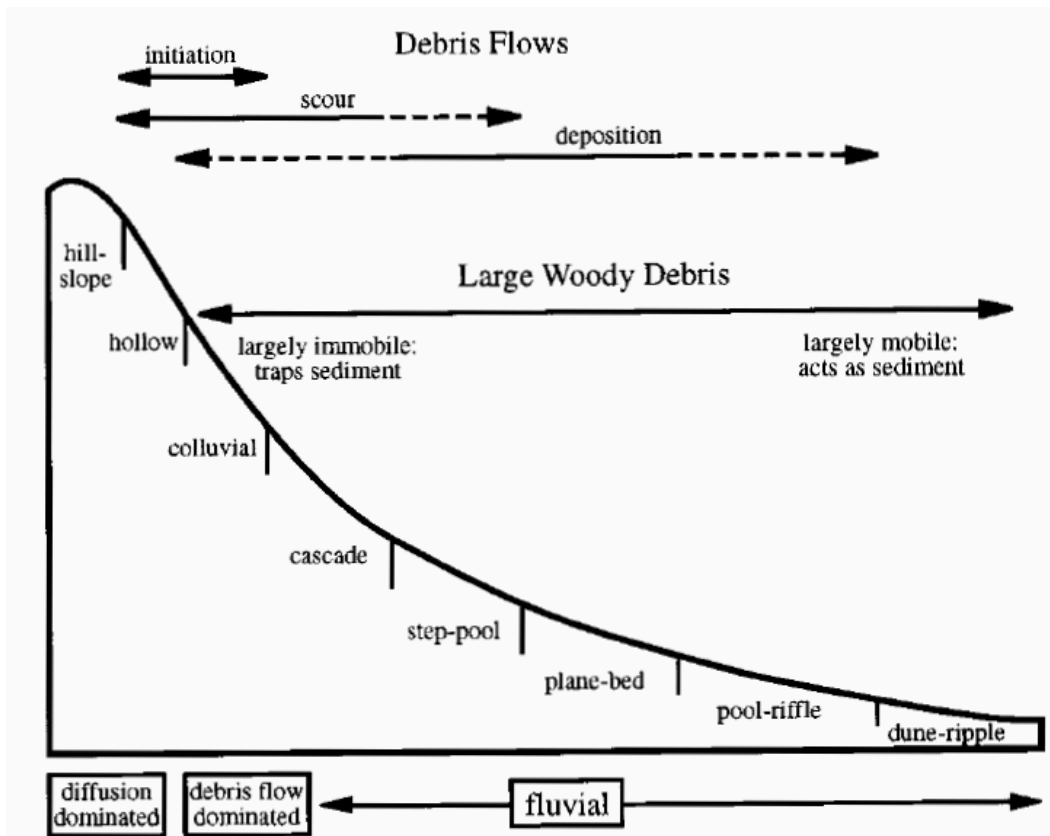 Debris Flows
initiation
scour
deposition
hill-
slope
Large Woody Debris
hollow
largely immobile:
traps sediment
largely mobile:
acts as sediment
colluvial
cascade
step-pool
plane-bed
pool-riffle
dune-ripple
diffusion
dominated
debris flow
dominated
fluvial